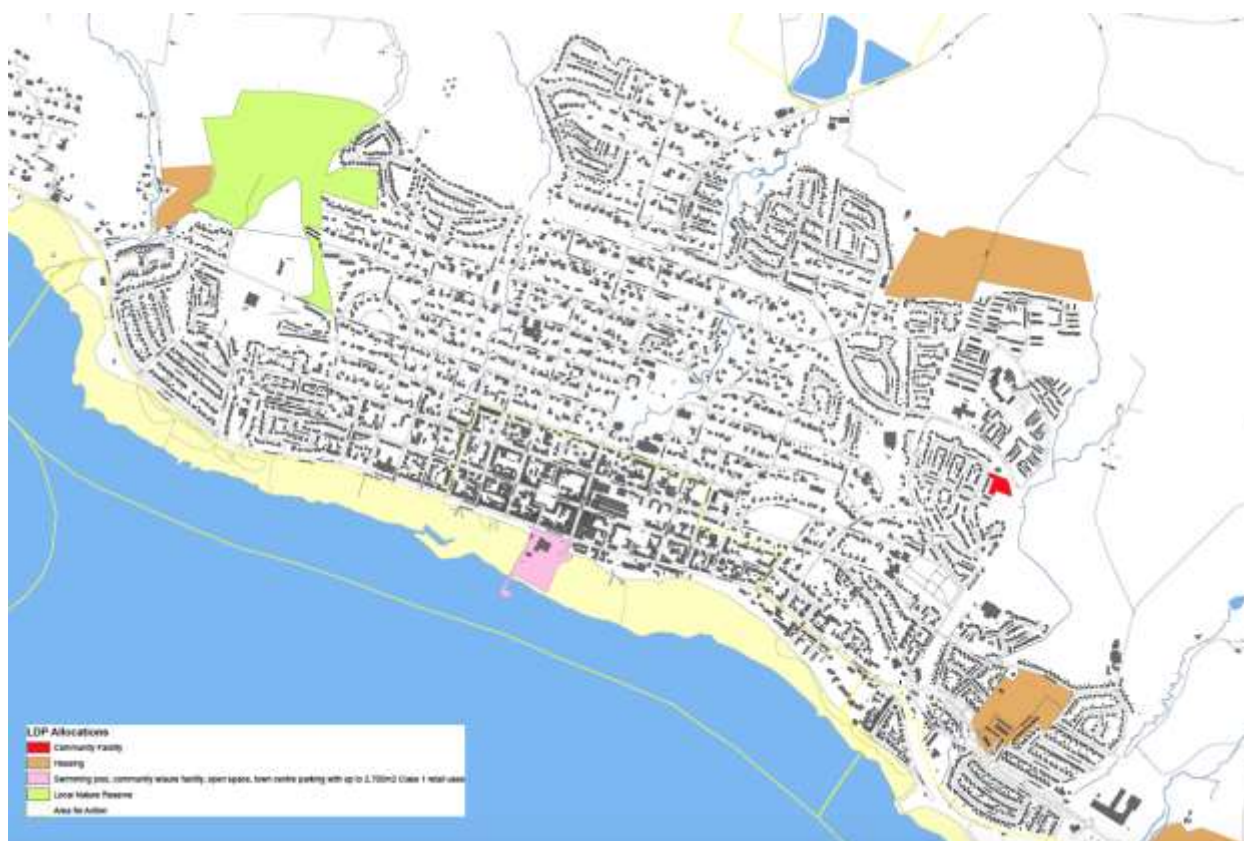 LDP Allocations
Community Facility
Housing
Swimming pool, community leisure facility, open space, town centre parking with up to 2,700m2 Class 1 retail uses
Local Nature Reserve
Area for Action